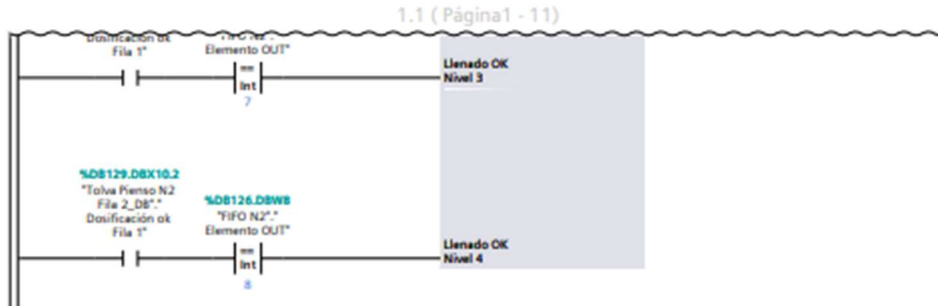 1.1 ( Página1 - 11)
Dosificación ok
Fila 1"
Elemento OUT"
==
Int
7
Llenado OK
Nivel 3
%DB129.DBX10.2
"Tolva Pienso N2
Fila 2_DB"."
Dosificación ok
Fila 1"
%DB126.DBW8
"FIFO N2"."
Elemento OUT"
==
Int
8
Llenado OK
Nivel 4